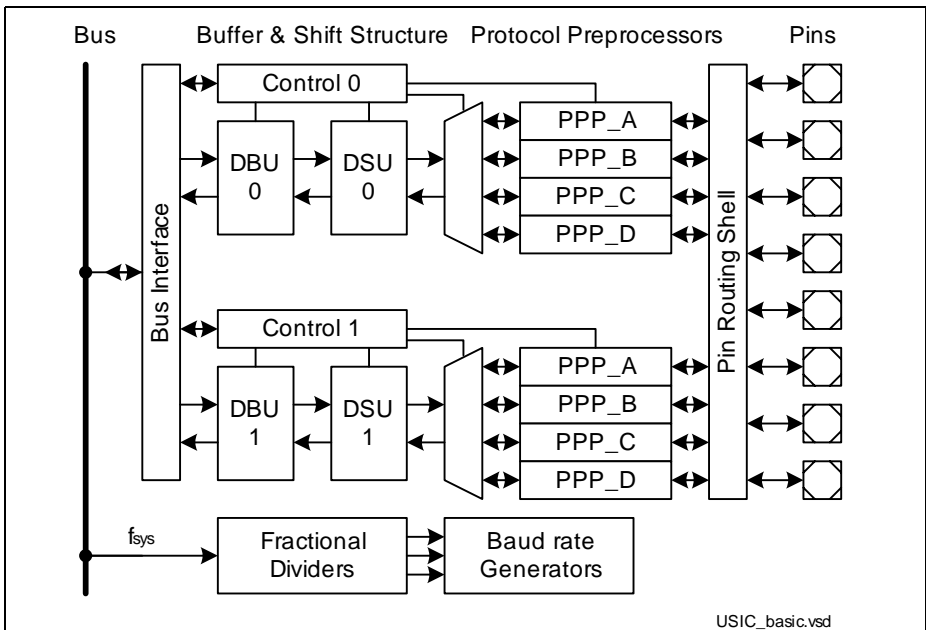 Bus
Buffer & Shift Structure
Protocol Preprocessors
Pins
Bus Interface
Control 0
DBU
0
DSU
0
PPP_A
PPP_B
PPP_C
PPP_D
Pin Routing Shell
Control 1
DBU
1
DSU
1
PPP_A
PPP_B
PPP_C
PPP_D
fsys
Fractional
Dividers
Baud rate
Generators
USIC_basic.vsd